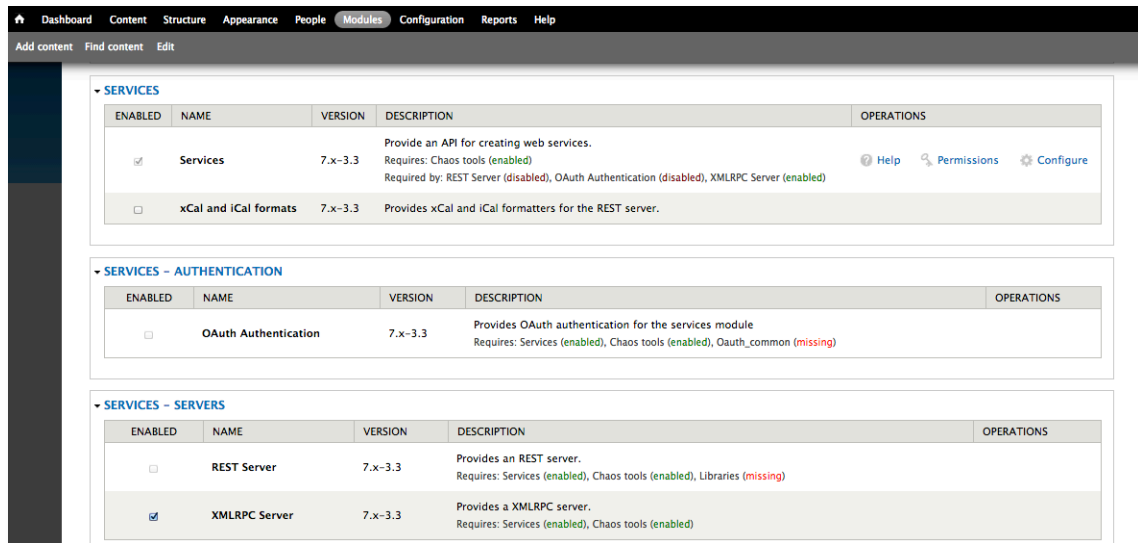 Dashboard Content Structure Appearance People Modules Configuration Reports Help
Add content Find content Edit
SERVICES
ENABLED NAME VERSION DESCRIPTION OPERATIONS
Provide an API for creating web services.
Services 7.x-3.3 Requires: Chaos tools (enabled) Help Permissions Configure
Required by: REST Server (disabled), OAuth Authentication (disabled), XMLRPC Server (enabled)
xCal and iCal formats 7.x-3.3 Provides xCal and iCal formatters for the REST server.
SERVICES - AUTHENTICATION
ENABLED NAME VERSION DESCRIPTION OPERATIONS
Provides OAuth authentication for the services module
OAuth Authentication 7.x-3.3
Requires: Services (enabled), Chaos tools (enabled), Oauth_common (missing)
SERVICES - SERVERS
ENABLED NAME VERSION DESCRIPTION OPERATIONS
Provides an REST server.
REST Server 7.x-3.3
Requires: Services (enabled), Chaos tools (enabled), Libraries (missing)
Provides a XMLRPC server.
XMLRPC Server 7.x-3.3
Requires: Services (enabled), Chaos tools (enabled)